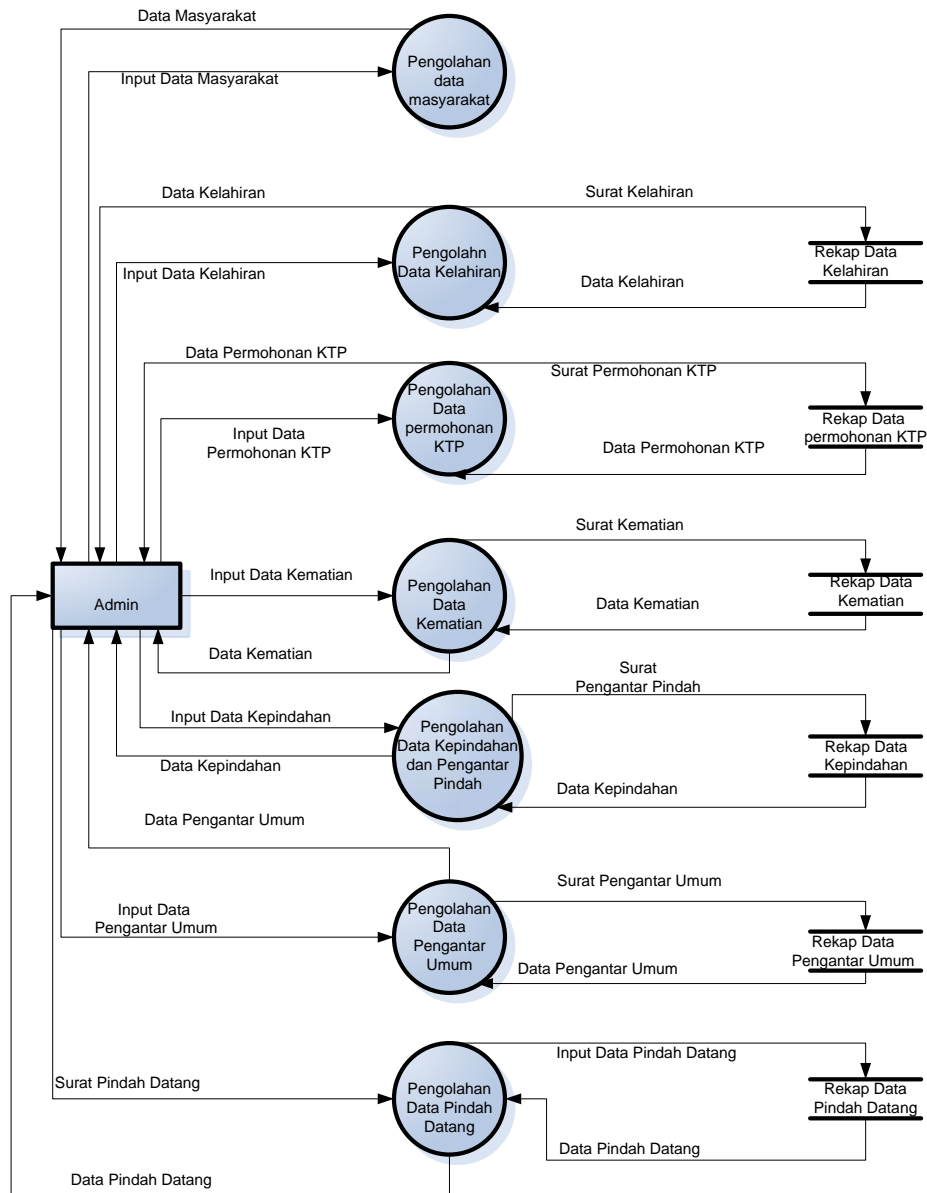 Data Masyarakat
Input Data Masyarakat
Pengolahan
data
masyarakat
Data Kelahiran
Surat Kelahiran
Input Data Kelahiran
Pengolahn
Data Kelahiran
Rekap Data
Kelahiran
Data Kelahiran
Data Permohonan KTP
Surat Permohonan KTP
Input Data
Permohonan KTP
Pengolahan
Data
permohonan
KTP
Rekap Data
permohonan KTP
Data Permohonan KTP
Surat Kematian
Admin
Input Data Kematian
Pengolahan
Data
Kematian
Rekap Data
Kematian
Data Kematian
Data Kematian
Surat
Pengantar Pindah
Input Data Kepindahan
Pengolahan
Data Kepindahan
dan Pengantar
Pindah
Rekap Data
Kepindahan
Data Kepindahan
Data Kepindahan
Data Pengantar Umum
Surat Pengantar Umum
Input Data
Pengantar Umum
Pengolahan
Data
Pengantar
Umum
Rekap Data
Pengantar Umum
Data Pengantar Umum
Input Data Pindah Datang
Surat Pindah Datang
Pengolahan
Data Pindah
Datang
Rekap Data
Pindah Datang
Data Pindah Datang
Data Pindah Datang